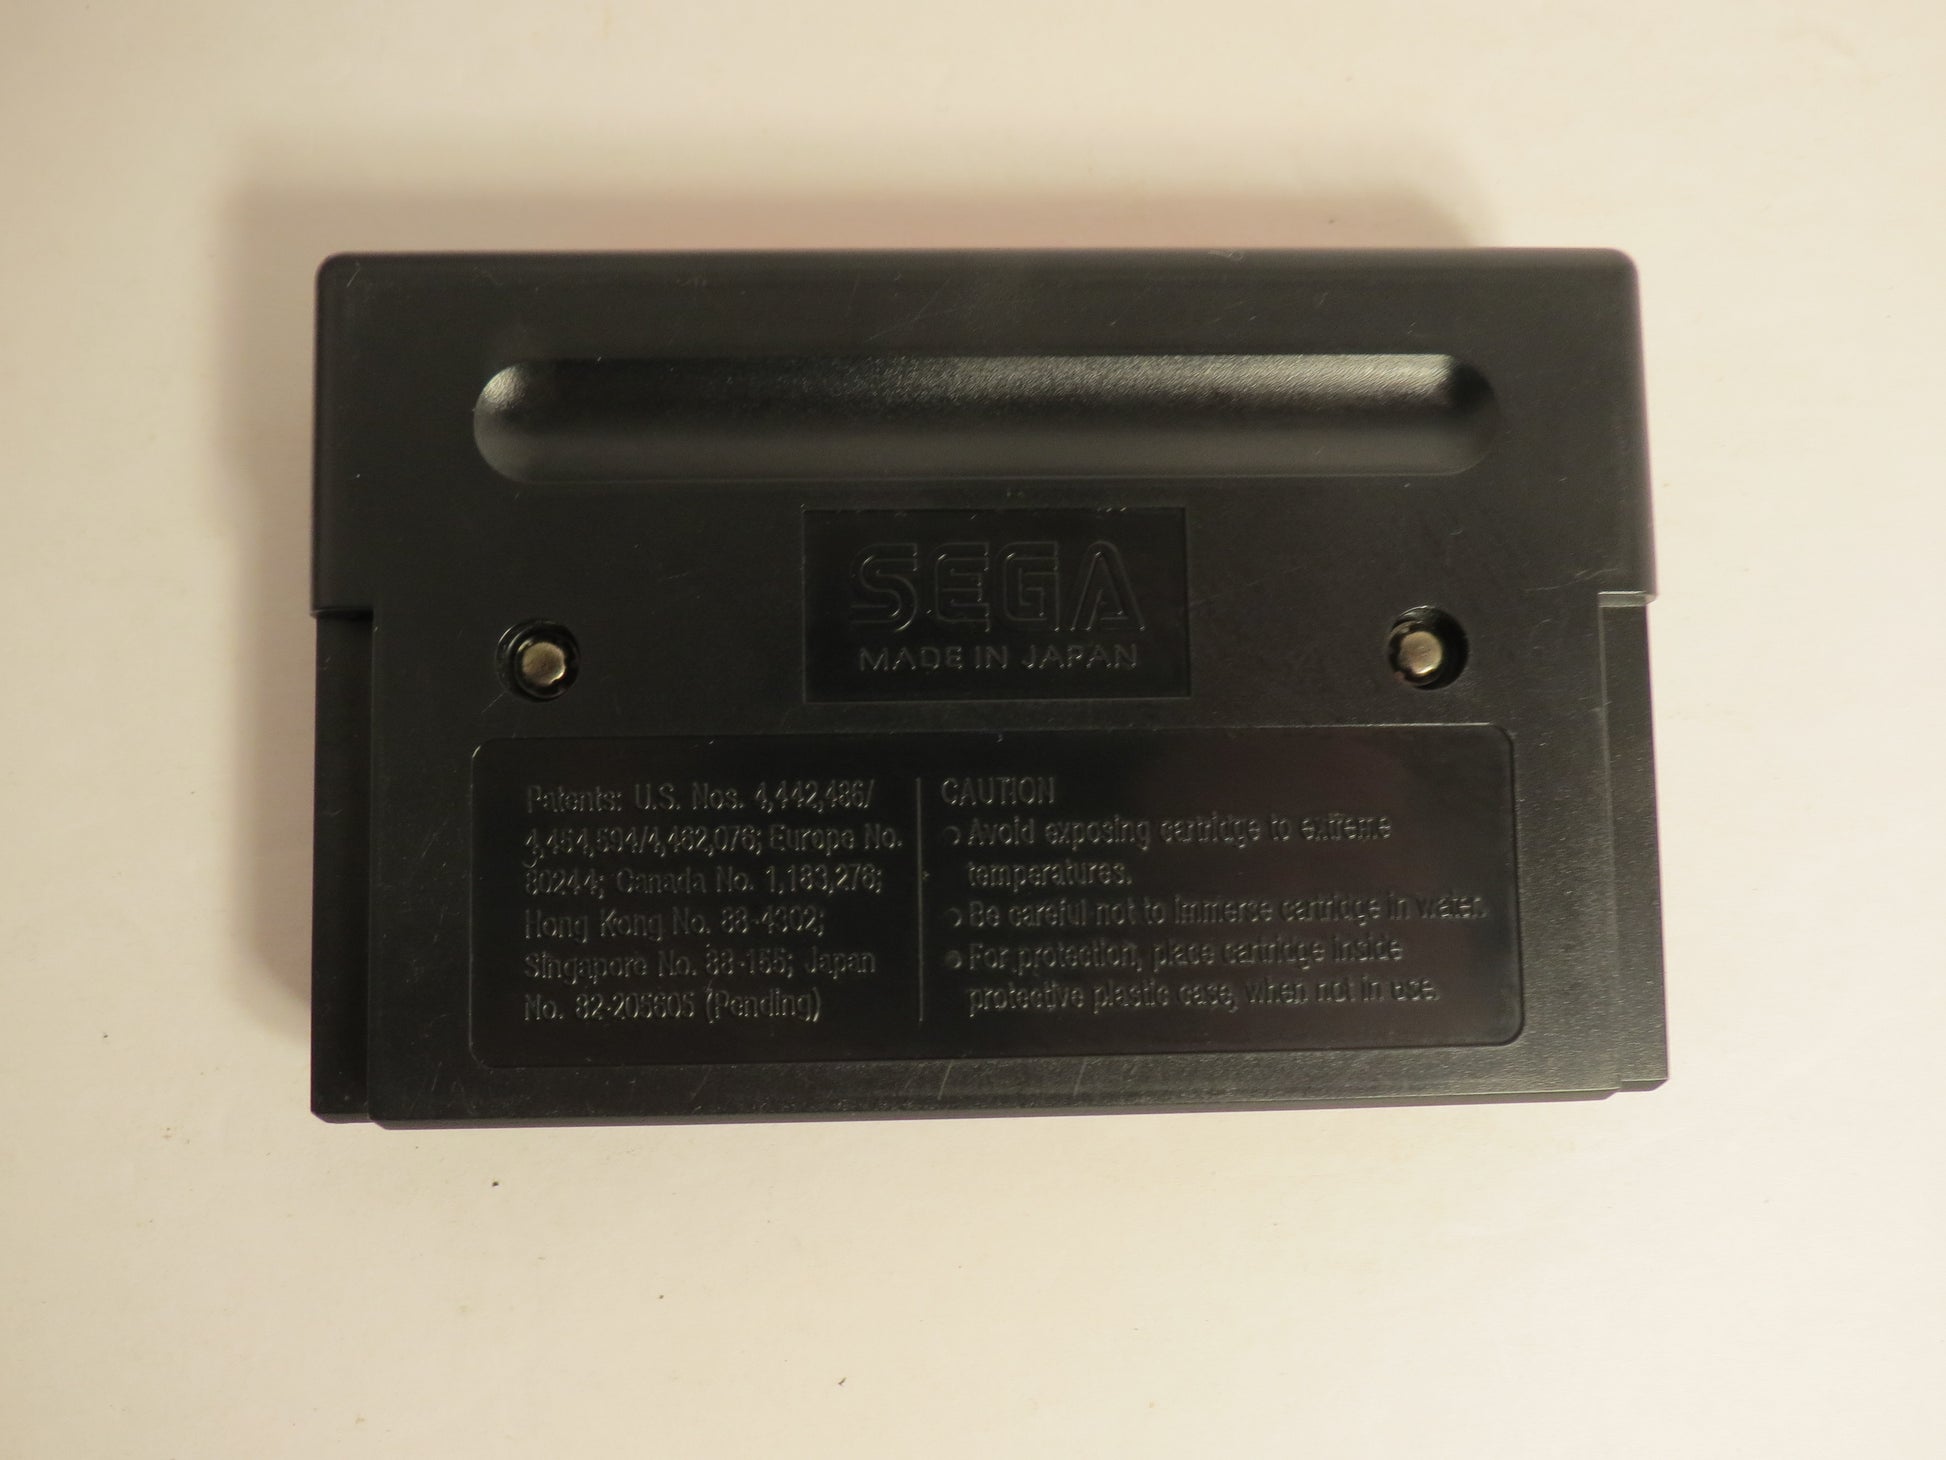 SEGA
MADE IN JAPAN
Patents: U.S. Nos. 4,442,486/
4,454,594/4,462,076; Europe No.
80244; Canada No. 1,183,276;
Hong Kong No. 88-4302;
Singapore No. 88-155; Japan
No. 82-205605 (Pending)
CAUTION
● Avoid exposing cartridge to extreme
temperatures.
● Be careful not to immerse cartridge in water.
● For protection, place cartridge inside
protective plastic case, when not in use.